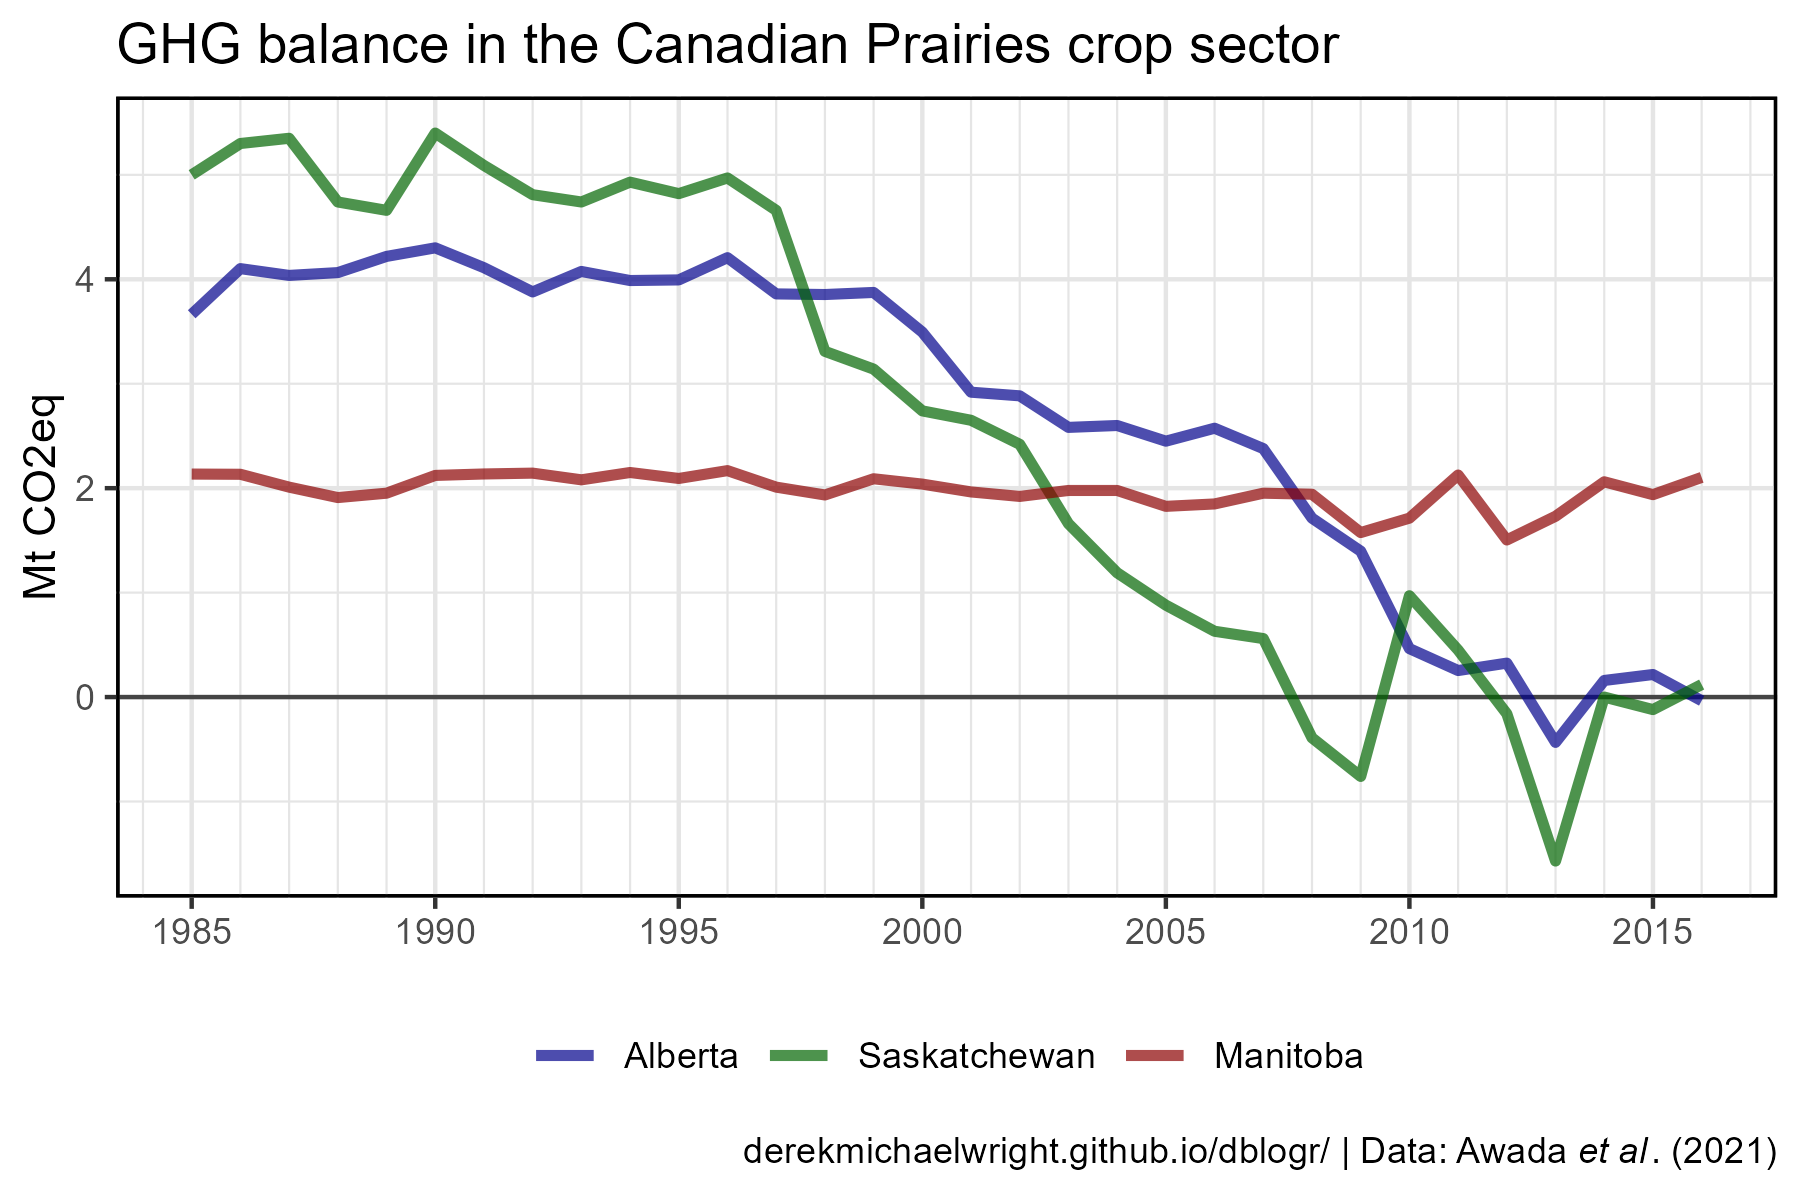 GHG balance in the Canadian Prairies crop sector
Mt CO2eq
4
2
0
1985 1990 1995 2000 2005 2010 2015
Alberta Saskatchewan Manitoba
derekmichaelwright.github.io/dblogr/ | Data: Awada et al. (2021)